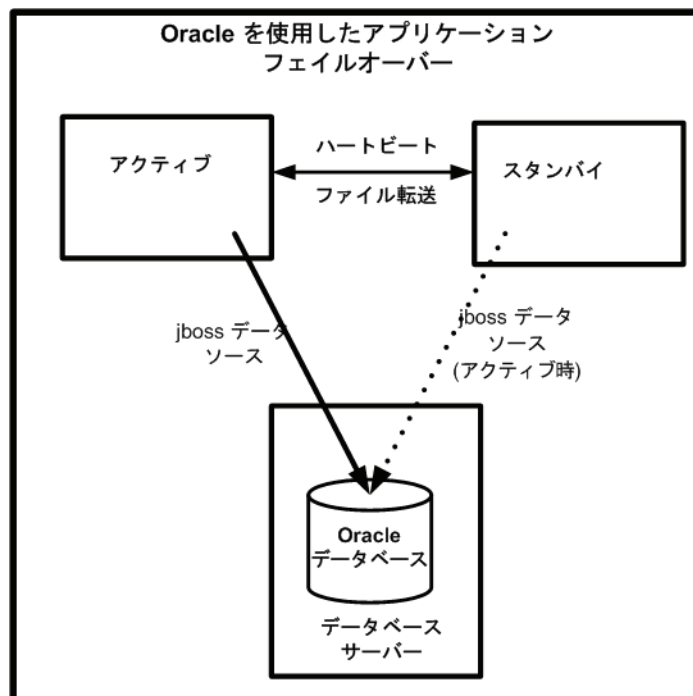 Oracle を使用したアプリケーション
フェイルオーバー
アクティブ
ハートビート
ファイル転送
スタンバイ
jboss データ
ソース
jboss データ
ソース
(アクティブ時)
Oracle
データベース
データベース
サーバー